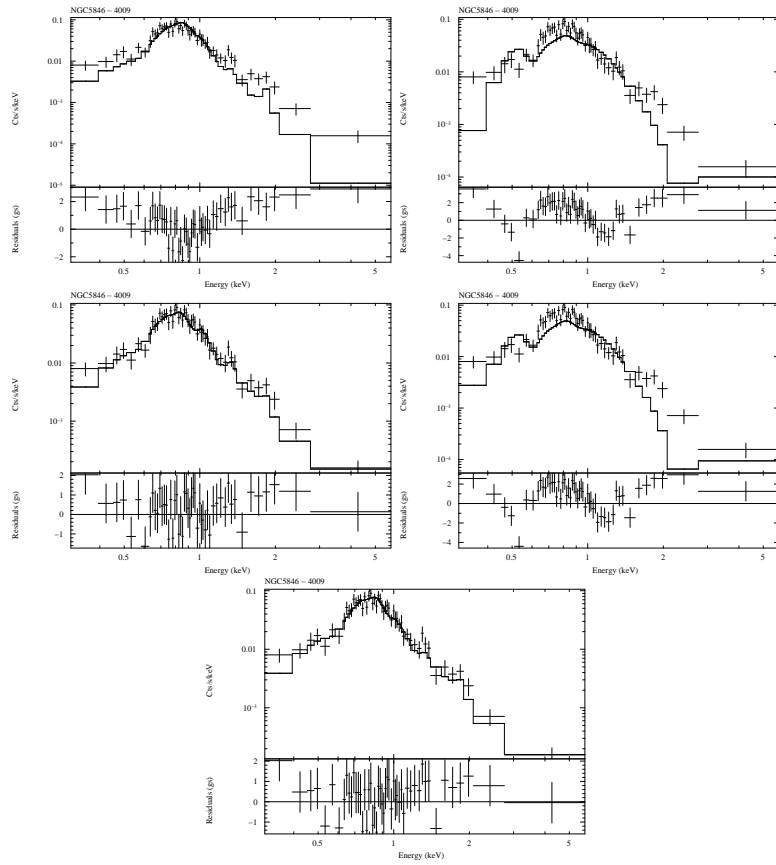 NGC5846 − 4009
0.1
0.01
10⁻³
10⁻⁴
10⁻⁵
Cts/s/keV
2
0
−2
Residuals (gs)
0.5 1 2 5
Energy (keV)
NGC5846 − 4009
0.1
0.01
10⁻³
10⁻⁴
Cts/s/keV
2
0
−2
−4
Residuals (gs)
0.5 1 2 5
Energy (keV)
NGC5846 − 4009
0.1
0.01
10⁻³
Cts/s/keV
2
1
0
−1
Residuals (gs)
0.5 1 2 5
Energy (keV)
NGC5846 − 4009
0.1
0.01
10⁻³
10⁻⁴
Cts/s/keV
2
0
−2
−4
Residuals (gs)
0.5 1 2 5
Energy (keV)
NGC5846 − 4009
0.1
0.01
10⁻³
Cts/s/keV
2
1
0
−1
Residuals (gs)
0.5 1 2 5
Energy (keV)